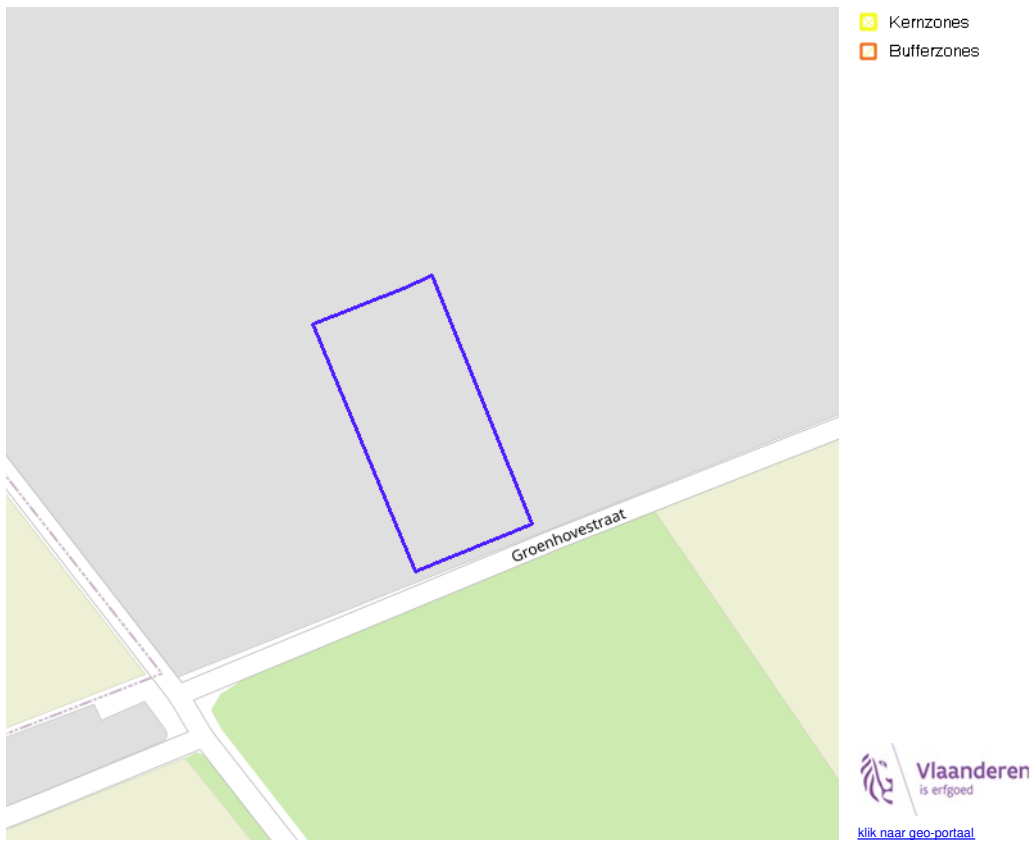 Kernzones
Bufferzones
Groenhovestraat
Vlaanderen
is erfgoed
klik naar geo-portaal